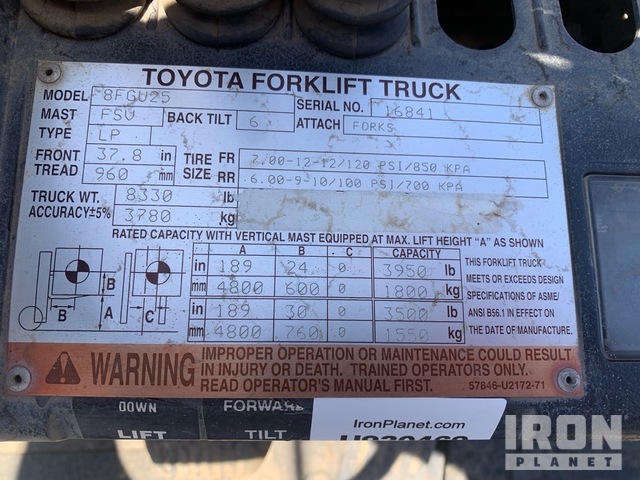 TOYOTA FORKLIFT TRUCK
MODEL 8FGU25 SERIAL NO. 16841
MAST FSV BACK TILT 6 ATTACH FORKS
TYPE LP
FRONT TREAD 37.8 in TIRE SIZE FR 7.00-12-12/120 PSI/850 KPA
960 mm RR 6.00-9-10/100 PSI/700 KPA
TRUCK WT. 8330 lb
ACCURACY±5% 3780 kg
RATED CAPACITY WITH VERTICAL MAST EQUIPPED AT MAX. LIFT HEIGHT "A" AS SHOWN
A B C CAPACITY
in 189 24 0 3950 lb
mm 4800 600 0 1800 kg
in 189 30 0 3500 lb
mm 4800 760 0 1550 kg
B
A
B C
THIS FORKLIFT TRUCK
MEETS OR EXCEEDS DESIGN
SPECIFICATIONS OF ASME/
ANSI B56.1 IN EFFECT ON
THE DATE OF MANUFACTURE.
WARNING
IMPROPER OPERATION OR MAINTENANCE COULD RESULT
IN INJURY OR DEATH. TRAINED OPERATORS ONLY.
READ OPERATOR'S MANUAL FIRST. 57846-U2172-71
DOWN FORWARD
LIFT TILT
IronPlanet.com
IRON
PLANET